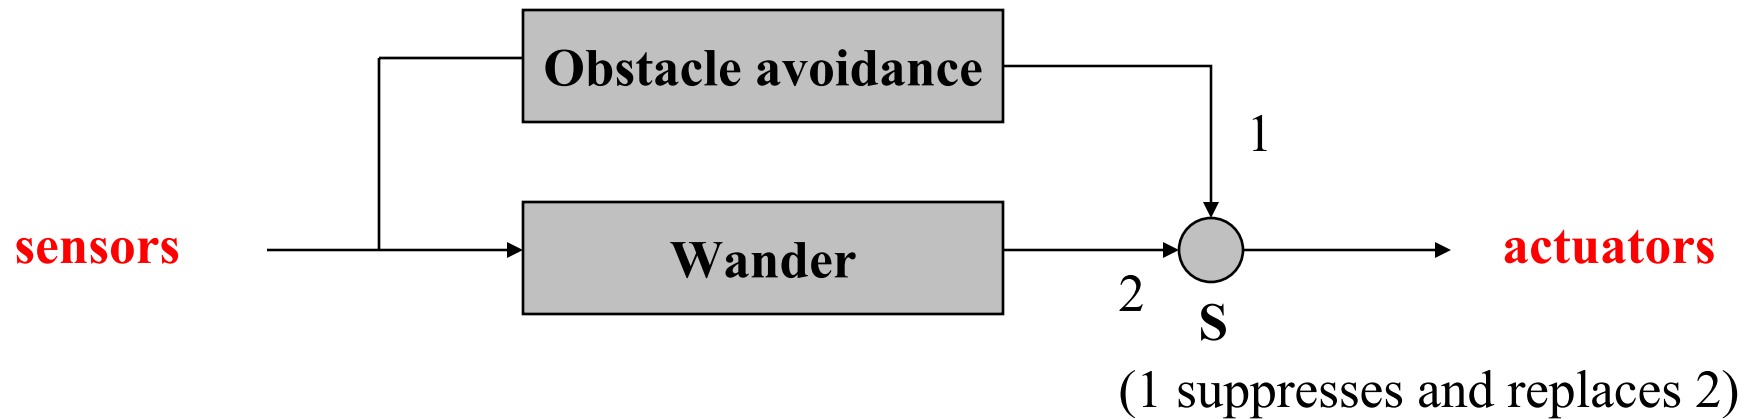 Obstacle avoidance
1
sensors
Wander
actuators
2
S
(1 suppresses and replaces 2)